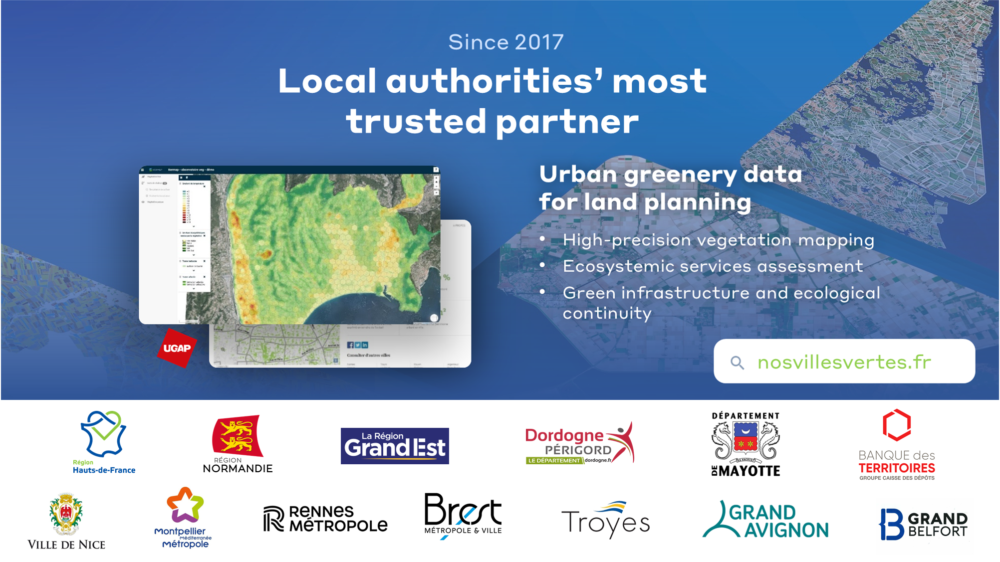 Since 2017
Local authorities’ most
trusted partner
Kermap - observatoire veg - démo
Urban greenery data
for land planning
• High-precision vegetation mapping
• Ecosystemic services assessment
• Green infrastructure and ecological
continuity
%
Consulter d'autres villes
UGAP
nosvillesvertes.fr
Région
Hauts-de-France
RÉGION
NORMANDIE
La Région
Grand Est
Dordogne
PÉRIGORD
LE DÉPARTEMENT dordogne.fr
DÉPARTEMENT
DE MAYOTTE
BANQUE des
TERRITOIRES
GROUPE CAISSE DES DÉPÔTS
VILLE DE NICE
Montpellier
Méditerranée
Métropole
RENNES
MÉTROPOLE
Brest
MÉTROPOLE & VILLE
Troyes
GRAND
AVIGNON
GRAND
BELFORT